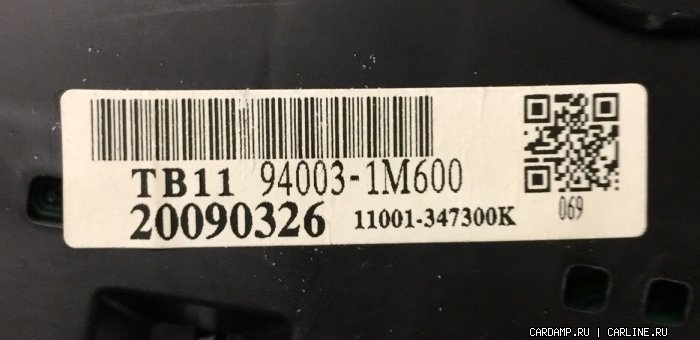 TB11 94003-1M600
20090326 11001-347300K
069
CARDAMP.RU | CARLINE.RU